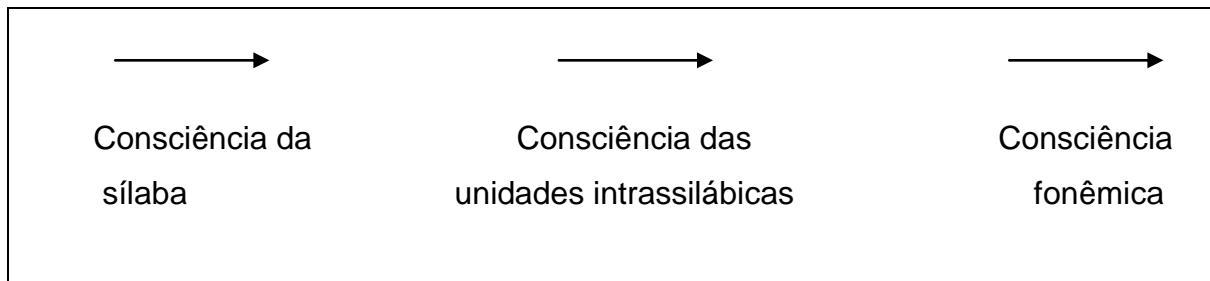 Consciência da
sílaba
Consciência das
unidades intrassilábicas
Consciência
fonêmica